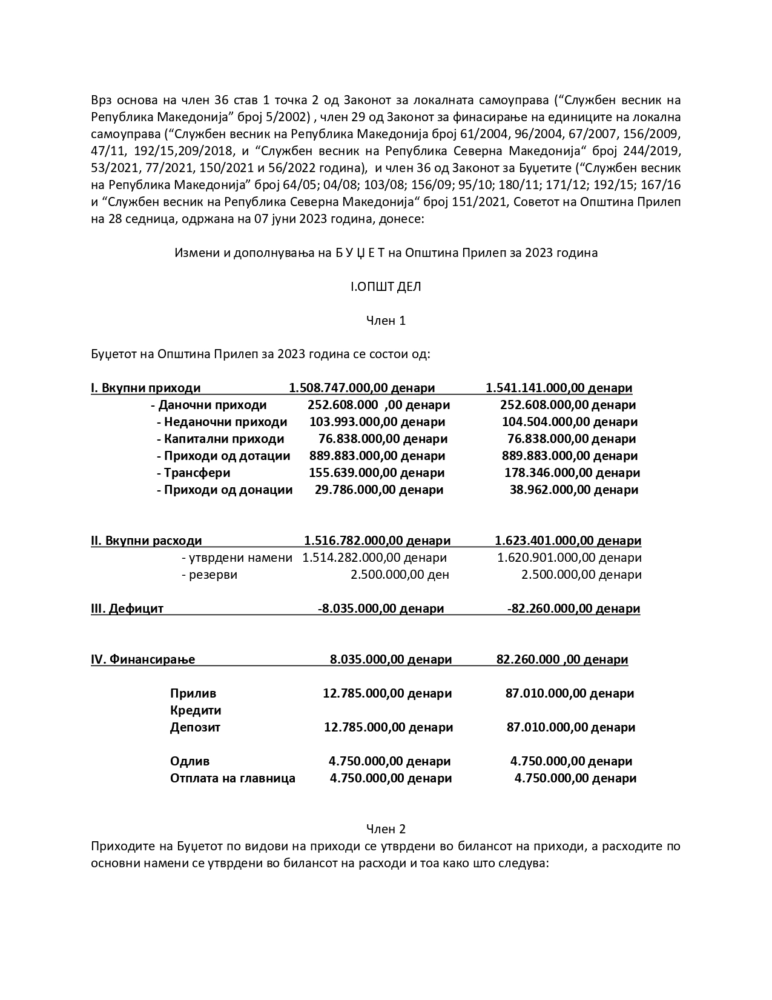 Врз основа на член 36 став 1 точка 2 од Законот за локалната самоуправа (“Службен весник на
Република Македонија” број 5/2002) , член 29 од Законот за финасирање на единиците на локална
самоуправа (“Службен весник на Република Македонија број 61/2004, 96/2004, 67/2007, 156/2009,
47/11, 192/15,209/2018, и “Службен весник на Република Северна Македонија“ број 244/2019,
53/2021, 77/2021, 150/2021 и 56/2022 година), и член 36 од Законот за Буџетите (“Службен весник
на Република Македонија” број 64/05; 04/08; 103/08; 156/09; 95/10; 180/11; 171/12; 192/15; 167/16
и “Службен весник на Република Северна Македонија“ број 151/2021, Советот на Општина Прилеп
на 28 седница, одржана на 07 јуни 2023 година, донесе:
Измени и дополнувања на Б У Џ Е Т на Општина Прилеп за 2023 година
I.ОПШТ ДЕЛ
Член 1
Буџетот на Општина Прилеп за 2023 година се состои од:
I. Вкупни приходи 1.508.747.000,00 денари 1.541.141.000,00 денари
- Даночни приходи 252.608.000 ,00 денари 252.608.000,00 денари
- Неданочни приходи 103.993.000,00 денари 104.504.000,00 денари
- Капитални приходи 76.838.000,00 денари 76.838.000,00 денари
- Приходи од дотации 889.883.000,00 денари 889.883.000,00 денари
- Трансфери 155.639.000,00 денари 178.346.000,00 денари
- Приходи од донации 29.786.000,00 денари 38.962.000,00 денари
II. Вкупни расходи 1.516.782.000,00 денари 1.623.401.000,00 денари
- утврдени намени 1.514.282.000,00 денари 1.620.901.000,00 денари
- резерви 2.500.000,00 ден 2.500.000,00 денари
III. Дефицит -8.035.000,00 денари -82.260.000,00 денари
IV. Финансирање 8.035.000,00 денари 82.260.000 ,00 денари
Прилив 12.785.000,00 денари 87.010.000,00 денари
Кредити
Депозит 12.785.000,00 денари 87.010.000,00 денари
Одлив 4.750.000,00 денари 4.750.000,00 денари
Отплата на главница 4.750.000,00 денари 4.750.000,00 денари
Член 2
Приходите на Буџетот по видови на приходи се утврдени во билансот на приходи, а расходите по
основни намени се утврдени во билансот на расходи и тоа како што следува: